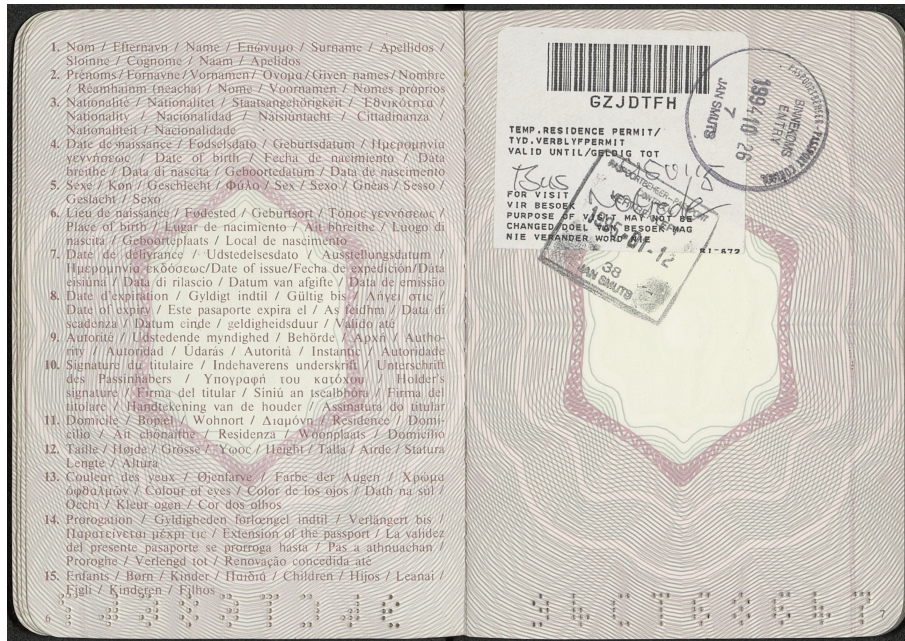 1. Nom / Efternavn / Name / Επώνυμο / Surname / Apellidos /
Sloinne / Cognome / Naam / Apelidos
2. Prénoms / Fornavne / Vornamen / Όνομα / Given names / Nombre
/ Réamhainm (neacha) / Nome / Voornamen / Nomes próprios
3. Nationalité / Nationalitet / Staatsangehörigkeit / Εθνικότητα /
Nationality / Nacionalidad / Náisiúntacht / Cittadinanza /
Nationaliteit / Nacionalidade
4. Date de naissance / Fødselsdato / Geburtsdatum / Ημερομηνία
γεννήσεως / Date of birth / Fecha de nacimiento / Dáta
breithe / Data di nascita / Geboortedatum / Data de nascimento
5. Sexe / Køn / Geschlecht / Φύλο / Sex / Sexo / Gnéas / Sesso /
Geslacht / Sexo
6. Lieu de naissance / Fødested / Geburtsort / Τόπος γεννήσεως /
Place of birth / Lugar de nacimiento / Áit bhreithe / Luogo di
nascita / Geboorteplaats / Local de nascimento
7. Date de délivrance / Udstedelsesdato / Ausstellungsdatum /
Ημερομηνία εκδόσεως/Date of issue/Fecha de expedición/Dáta
eisiúna / Data di rilascio / Datum van afgifte / Data de emissão
8. Date d'expiration / Gyldigt indtil / Gültig bis / Λήγει στις /
Date of expiry / Este pasaporte expira el / As feidhm / Data di
scadenza / Datum einde / geldigheidsduur / Válido até
9. Autorité / Udstedende myndighed / Behörde / Αρχή / Autho-
rity / Autoridad / Údarás / Autorità / Instantie / Autoridade
10. Signature du titulaire / Indehaverens underskrift / Unterschrift
des Passinhabers / Υπογραφή του κατόχου / Holder's
signature / Firma del titular / Síniú an tsealbhóra / Firma del
titolare / Handtekening van de houder / Assinatura do titular
11. Domicile / Bopæl / Wohnort / Διαμόνη / Residence / Domi-
cilio / Áit chónaithe / Residenza / Woonplaats / Domicílio
12. Taille / Højde / Grösse / Ύψος / Height / Talla / Airde / Statura
Lengte / Altura
13. Couleur des yeux / Øjenfarve / Farbe der Augen / Χρώμα
όφθαλμών / Colour of eyes / Color de los ojos / Dath na súl /
Occhi / Kleur ogen / Cor dos olhos
14. Prorogation / Gyldigheden forlænget indtil / Verlängert bis /
Παρατείνεται μέχρι τις / Extension of the passport / La validez
del presente pasaporte se prorroga hasta / Pas a athnuachan /
Proroghe / Verlengd tot / Renovação concedida até
15. Enfants / Børn / Kinder / Παιδιά / Children / Hijos / Leanaí /
Figli / Kinderen / Filhos
6
GZJDTFH
TEMP.RESIDENCE PERMIT/
TYD.VERBLYFPERMIT
VALID UNTIL/GELDIG TOT
FOR VISIT
VIR BESOEK
PURPOSE OF VISIT MAY NOT BE
CHANGED/DOEL VAN BESOEK MAG
NIE VERANDER WORD NIE
BI-672
BINNEKOMS
ENTRY
1994 10 26
7
JAN SMUTS
38
JAN SMUTS
7